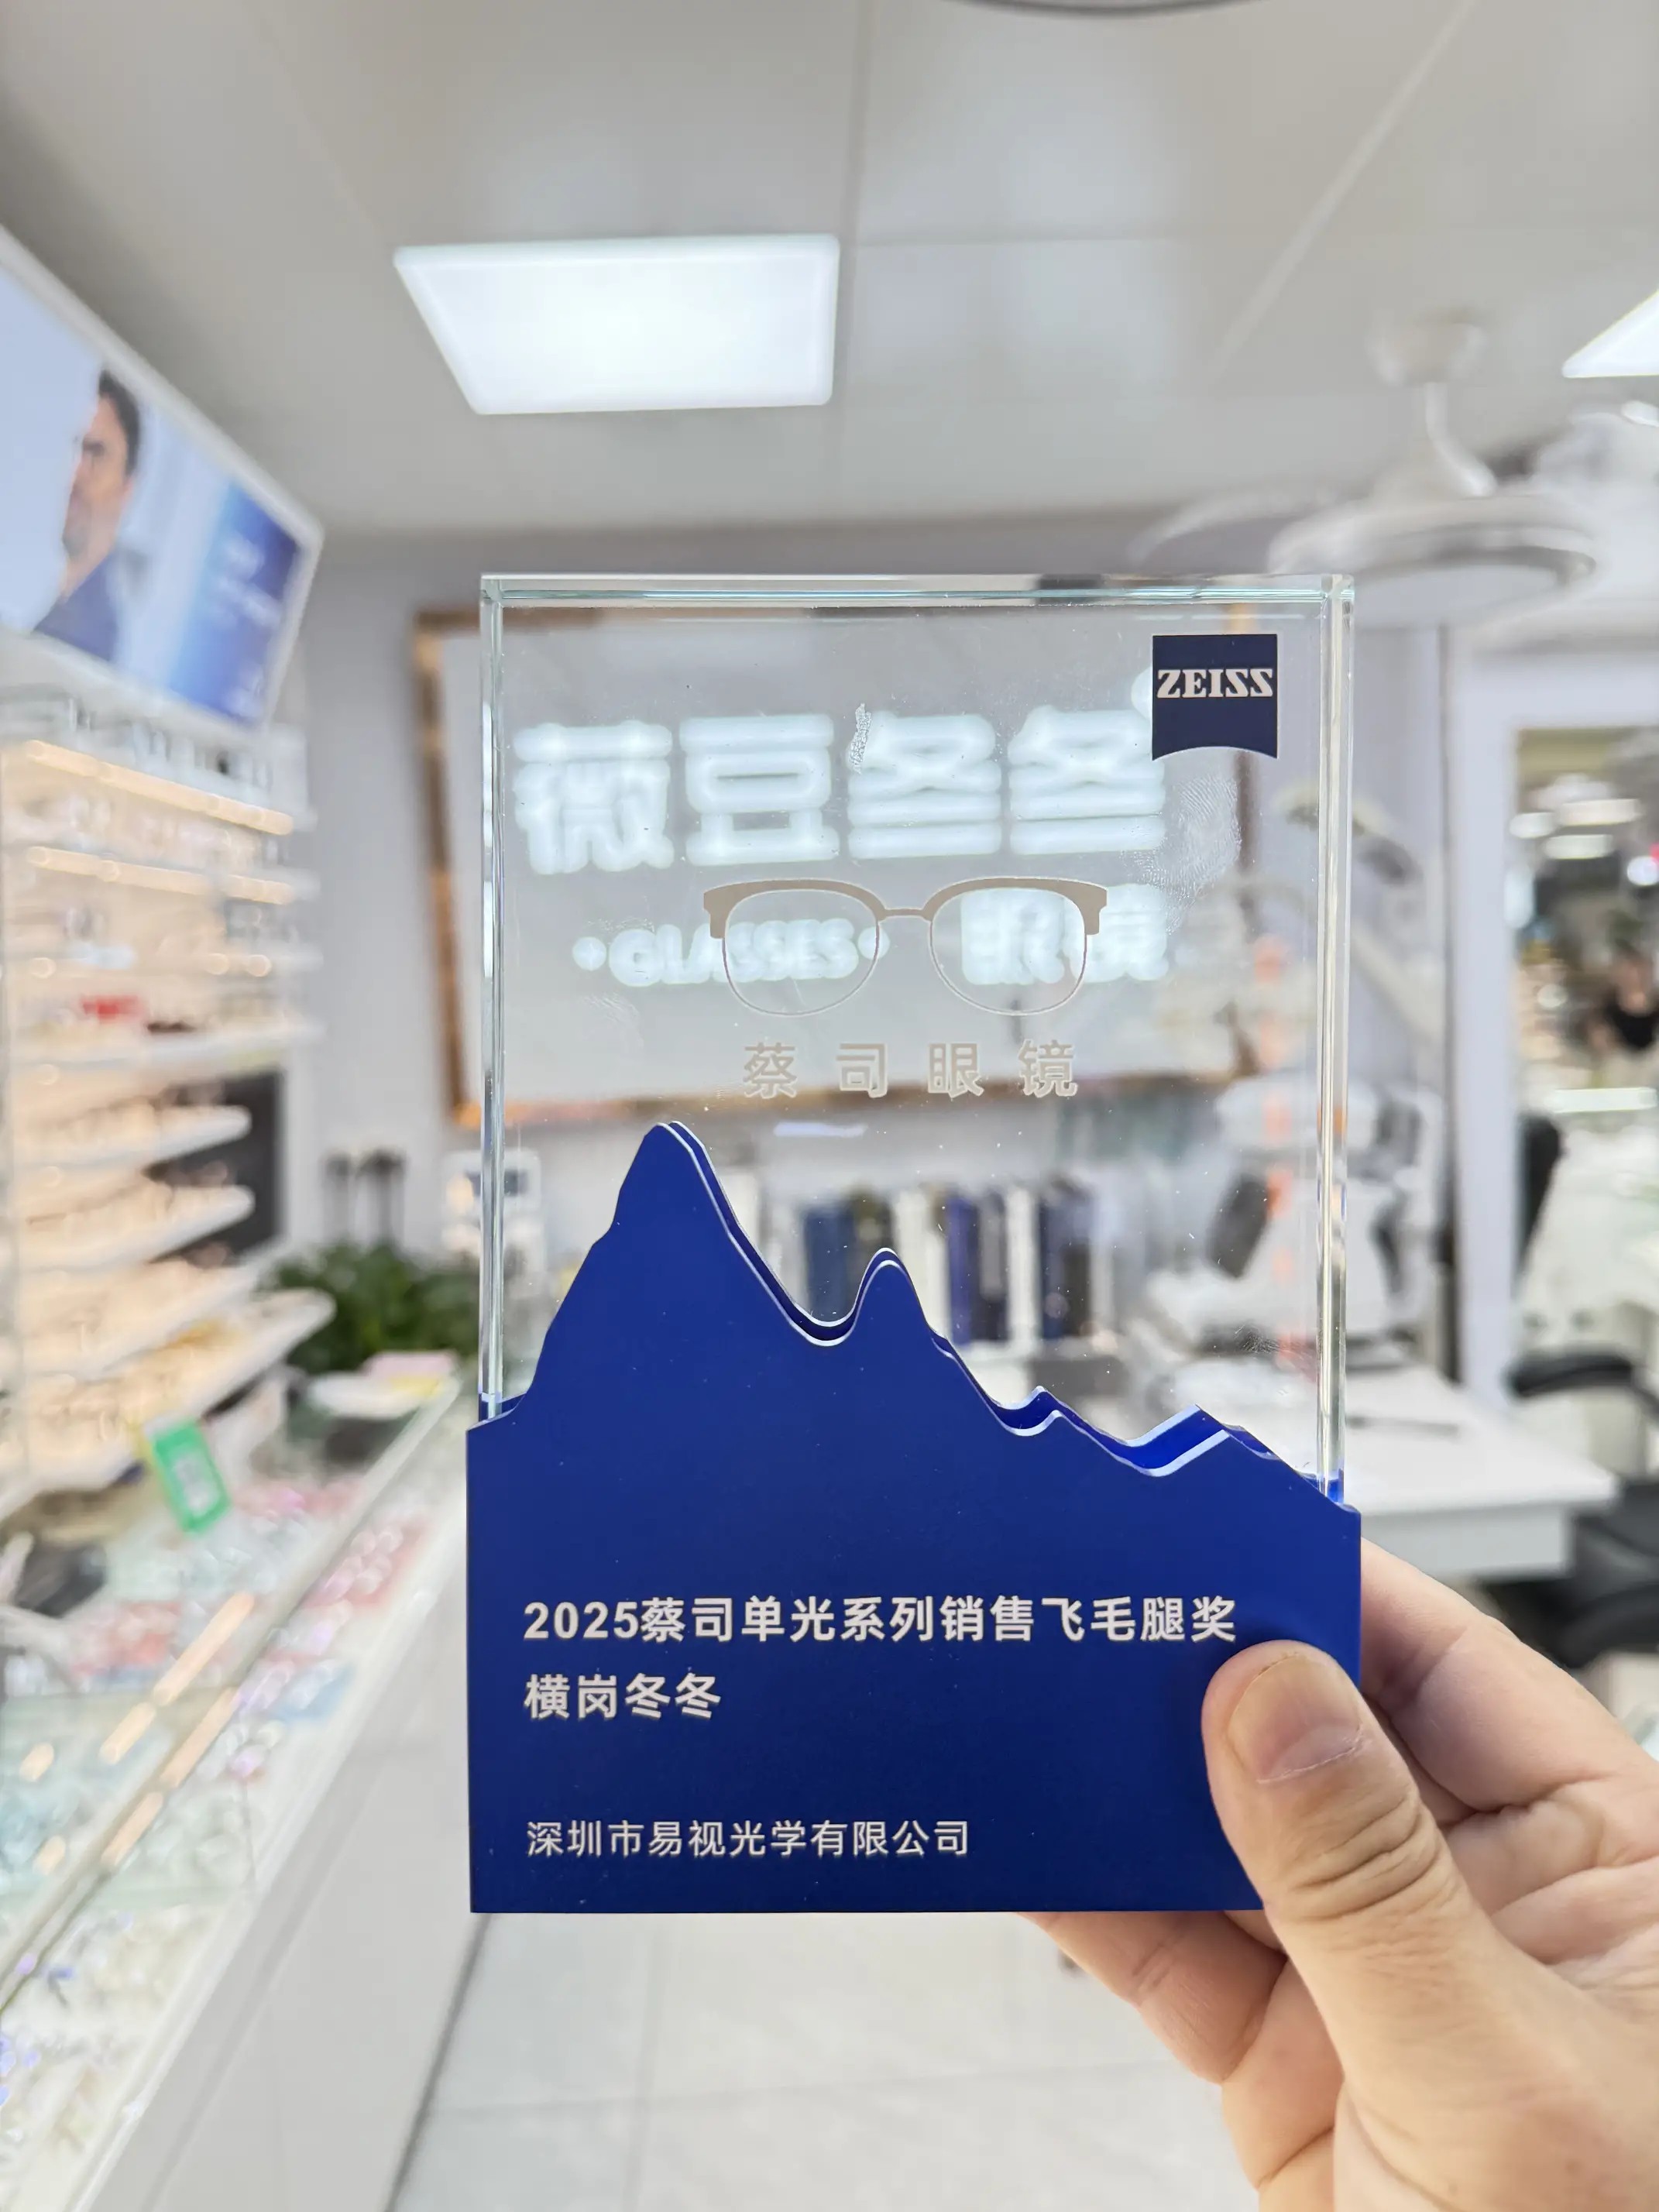 ZEISS
薇豆冬冬
GLASSES 眼镜
蔡司眼镜
2025蔡司单光系列销售飞毛腿奖
横岗冬冬
深圳市易视光学有限公司